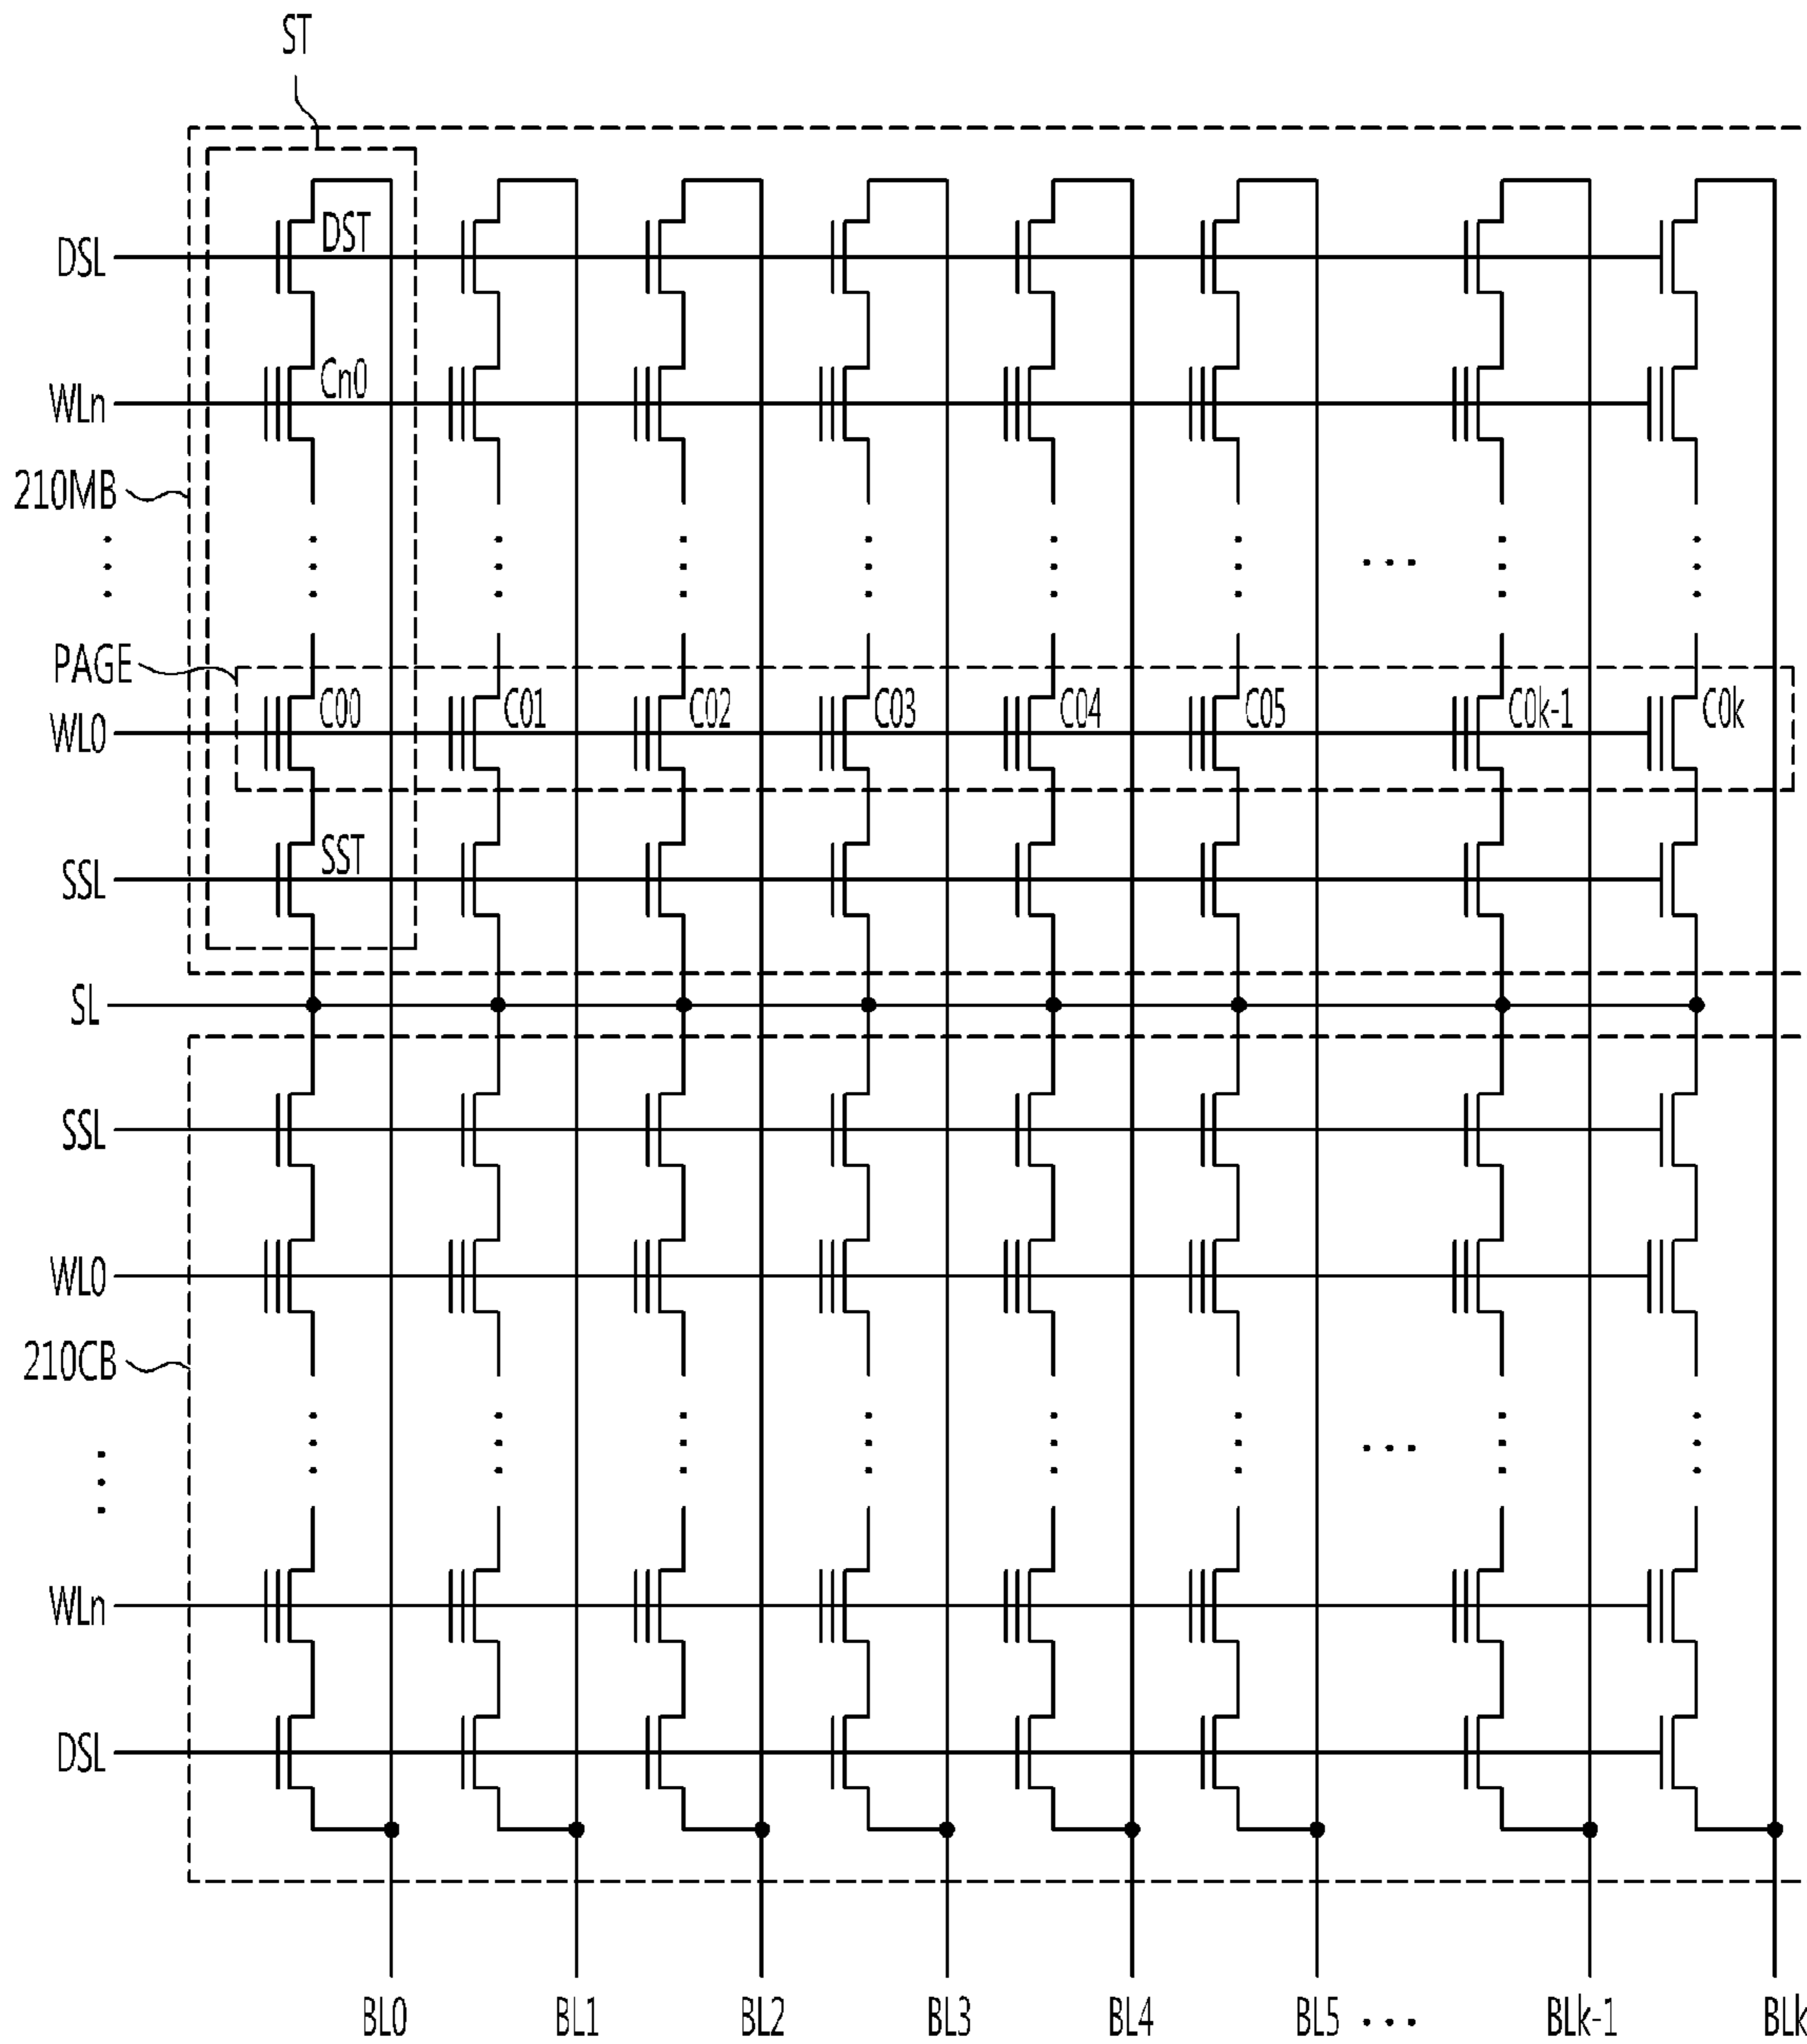 ST
DST
DSL
Cn0
WLn
210MB
PAGE
C00 C01 C02 C03 C04 C05 C0k-1 C0k
WL0
SST
SSL
SL
SSL
WL0
210CB
WLn
DSL
BL0 BL1 BL2 BL3 BL4 BL5 ... BLk-1 BLk